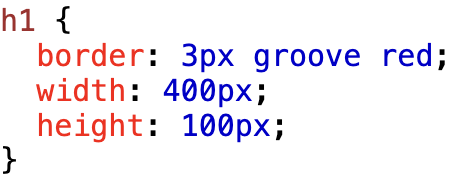 h1 {
  border: 3px groove red;
  width: 400px;
  height: 100px;
}